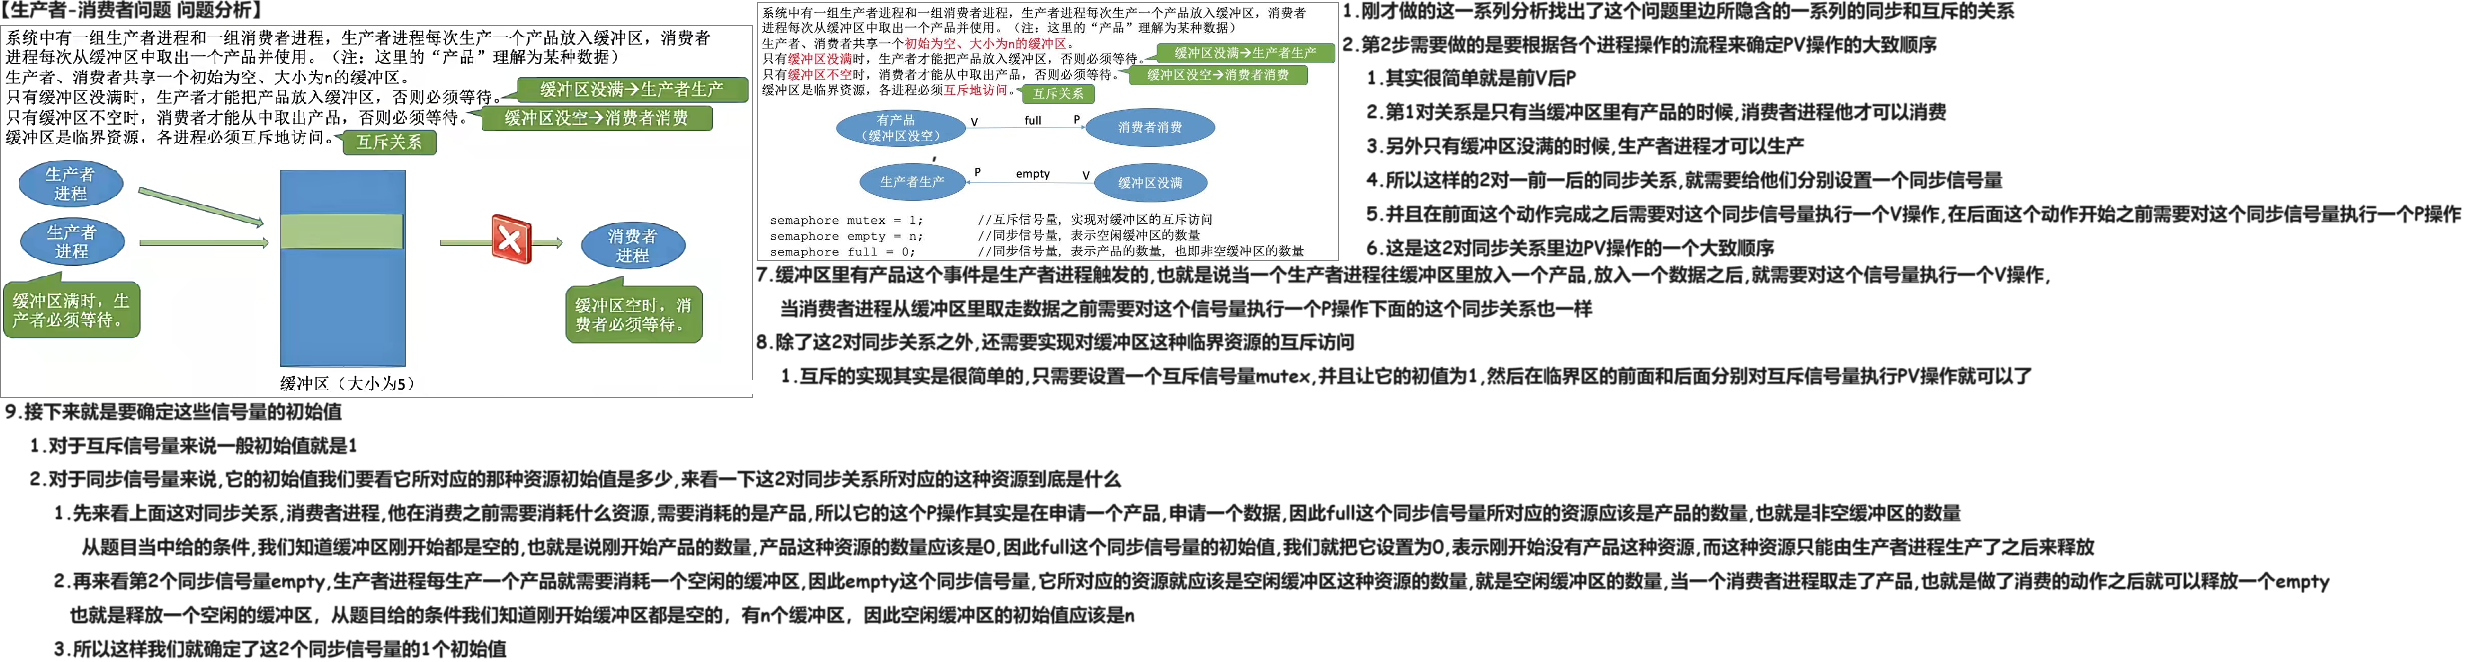 【生产者-消费者问题 问题分析】
系统中有一组生产者进程和一组消费者进程，生产者进程每次生产一个产品放入缓冲区，消费者
进程每次从缓冲区中取出一个产品并使用。（注：这里的“产品”理解为某种数据）
生产者、消费者共享一个初始为空、大小为n的缓冲区。
只有缓冲区没满时，生产者才能把产品放入缓冲区，否则必须等待。
缓冲区没满→生产者生产
只有缓冲区不空时，消费者才能从中取出产品，否则必须等待。
缓冲区没空→消费者消费
缓冲区是临界资源，各进程必须互斥地访问。
互斥关系
生产者
进程
生产者
进程
消费者
进程
缓冲区满时，生
产者必须等待。
缓冲区空时，消
费者必须等待。
缓冲区（大小为5）
系统中有一组生产者进程和一组消费者进程，生产者进程每次生产一个产品放入缓冲区，消费者
进程每次从缓冲区中取出一个产品并使用。（注：这里的“产品”理解为某种数据）
生产者、消费者共享一个初始为空、大小为n的缓冲区。
只有缓冲区没满时，生产者才能把产品放入缓冲区，否则必须等待。
缓冲区没满→生产者生产
只有缓冲区不空时，消费者才能从中取出产品，否则必须等待。
缓冲区没空→消费者消费
缓冲区是临界资源，各进程必须互斥地访问。
互斥关系
有产品
（缓冲区没空）
V full P
消费者消费
生产者生产
P empty V
缓冲区没满
semaphore mutex = 1; //互斥信号量，实现对缓冲区的互斥访问
semaphore empty = n; //同步信号量，表示空闲缓冲区的数量
semaphore full = 0; //同步信号量，表示产品的数量，也即非空缓冲区的数量
1.刚才做的这一系列分析找出了这个问题里边所隐含的一系列的同步和互斥的关系
2.第2步需要做的是要根据各个进程操作的流程来确定PV操作的大致顺序
1.其实很简单就是前V后P
2.第1对关系是只有当缓冲区里有产品的时候,消费者进程他才可以消费
3.另外只有缓冲区没满的时候,生产者进程才可以生产
4.所以这样的2对一前一后的同步关系,就需要给他们分别设置一个同步信号量
5.并且在前面这个动作完成之后需要对这个同步信号量执行一个V操作,在后面这个动作开始之前需要对这个同步信号量执行一个P操作
6.这是这2对同步关系里边PV操作的一个大致顺序
7.缓冲区里有产品这个事件是生产者进程触发的,也就是说当一个生产者进程往缓冲区里放入一个产品,放入一个数据之后,就需要对这个信号量执行一个V操作,
当消费者进程从缓冲区里取走数据之前需要对这个信号量执行一个P操作下面的这个同步关系也一样
8.除了这2对同步关系之外,还需要实现对缓冲区这种临界资源的互斥访问
1.互斥的实现其实是很简单的,只需要设置一个互斥信号量mutex,并且让它的初值为1,然后在临界区的前面和后面分别对互斥信号量执行PV操作就可以了
9.接下来就是要确定这些信号量的初始值
1.对于互斥信号量来说一般初始值就是1
2.对于同步信号量来说,它的初始值我们要看它所对应的那种资源初始值是多少,来看一下这2对同步关系所对应的这种资源到底是什么
1.先来看上面这对同步关系,消费者进程,他在消费之前需要消耗什么资源,需要消耗的是产品,所以它的这个P操作其实是在申请一个产品,申请一个数据,因此full这个同步信号量所对应的资源应该是产品的数量,也就是非空缓冲区的数量
从题目当中给的条件,我们知道缓冲区刚开始都是空的,也就是说刚开始产品的数量,产品这种资源的数量应该是0,因此full这个同步信号量的初始值,我们就把它设置为0,表示刚开始没有产品这种资源,而这种资源只能由生产者进程生产了之后来释放
2.再来看第2个同步信号量empty,生产者进程每生产一个产品就需要消耗一个空闲的缓冲区,因此empty这个同步信号量,它所对应的资源就应该是空闲缓冲区这种资源的数量,就是空闲缓冲区的数量,当一个消费者进程取走了产品,也就是做了消费的动作之后就可以释放一个empty
也就是释放一个空闲的缓冲区，从题目给的条件我们知道刚开始缓冲区都是空的，有n个缓冲区，因此空闲缓冲区的初始值应该是n
3.所以这样我们就确定了这2个同步信号量的1个初始值